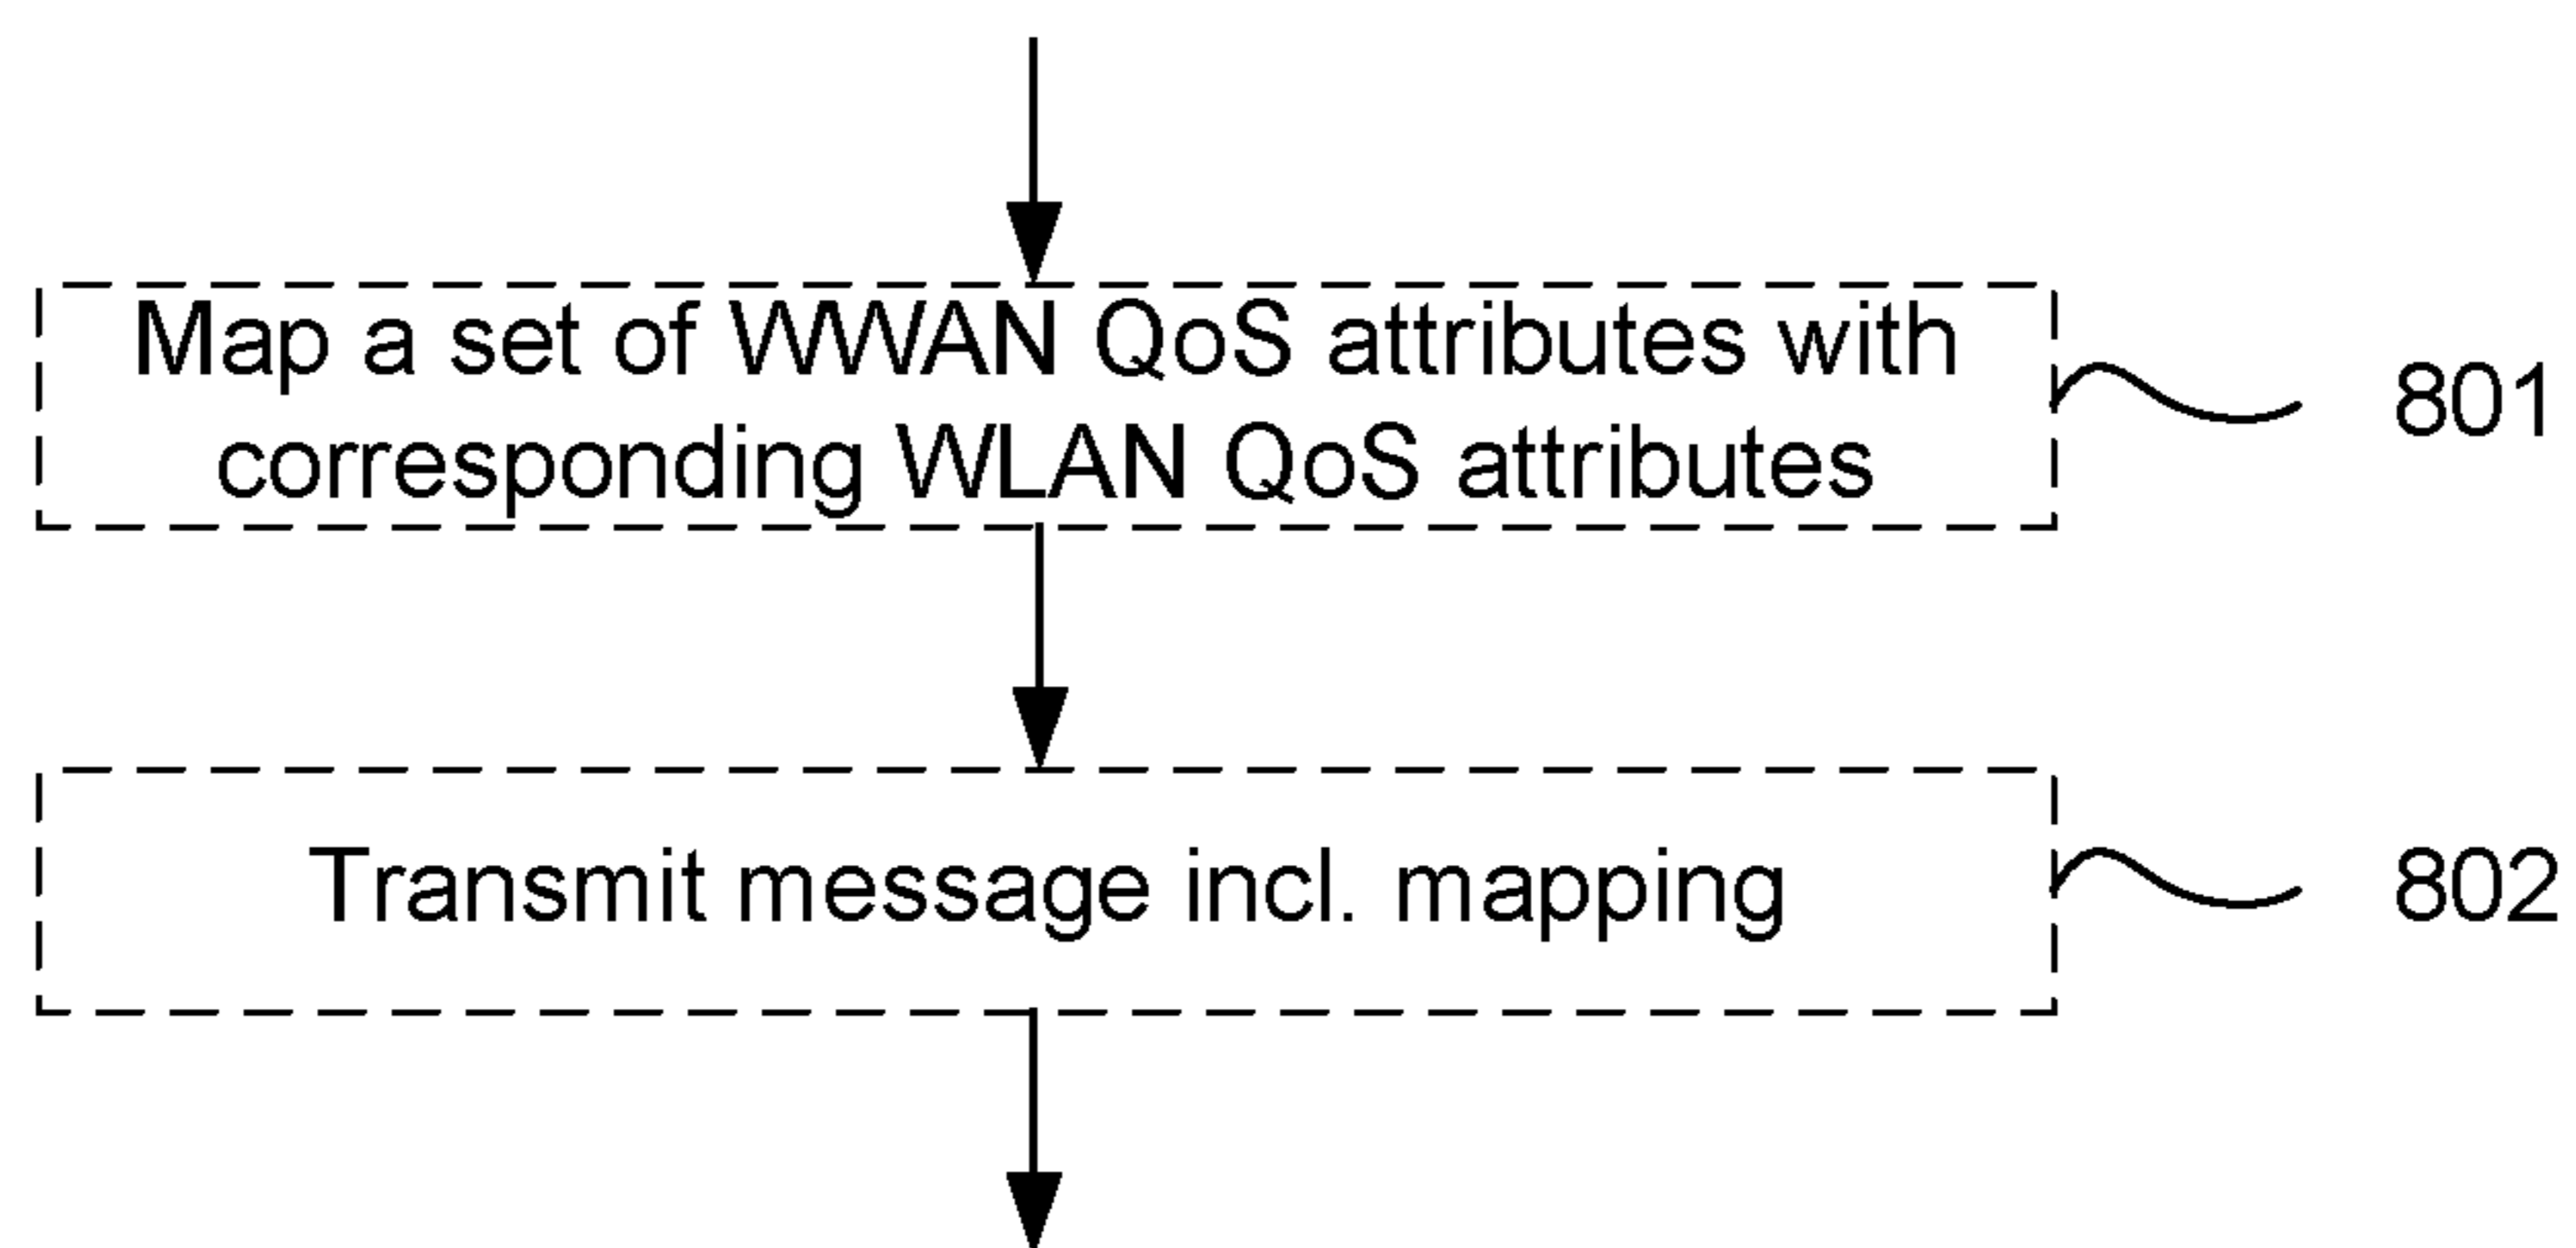 Map a set of WWAN QoS attributes with
corresponding WLAN QoS attributes
801
Transmit message incl. mapping
802